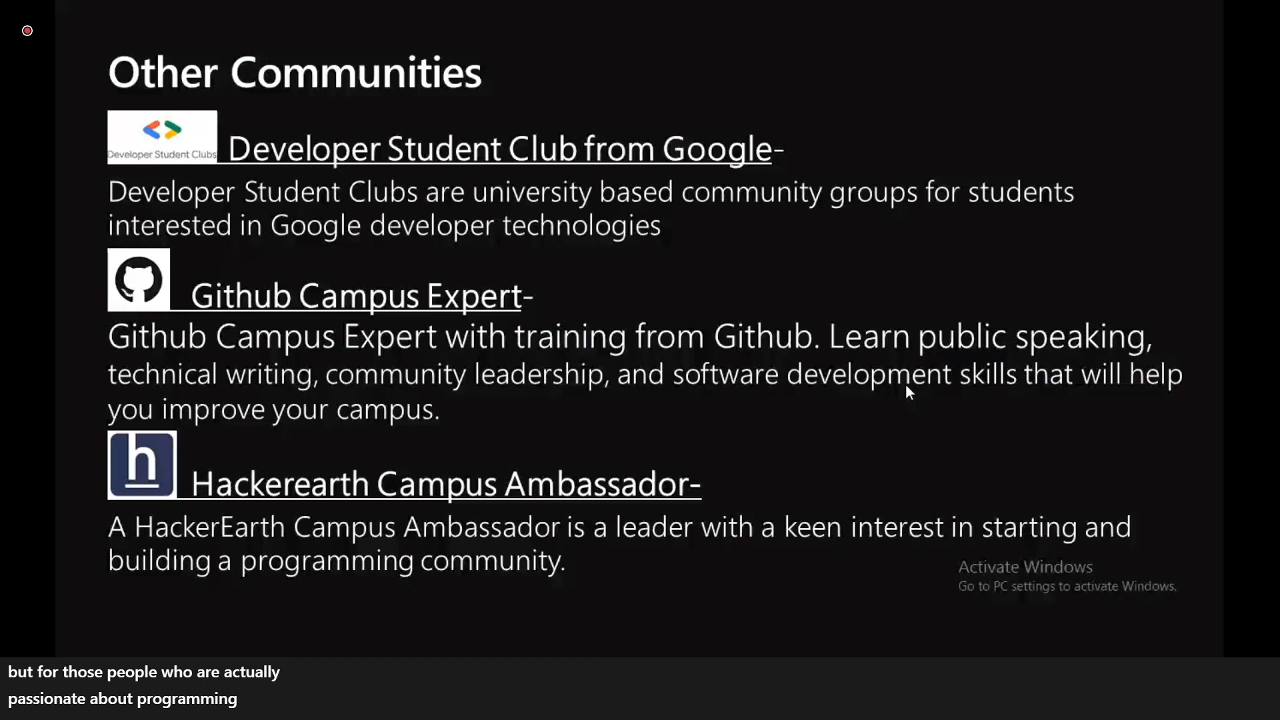 Other Communities
Developer Student Clubs
Developer Student Club from Google-
Developer Student Clubs are university based community groups for students
interested in Google developer technologies
Github Campus Expert-
Github Campus Expert with training from Github. Learn public speaking,
technical writing, community leadership, and software development skills that will help
you improve your campus.
h
Hackerearth Campus Ambassador-
A HackerEarth Campus Ambassador is a leader with a keen interest in starting and
building a programming community.
Activate Windows
Go to PC settings to activate Windows.
but for those people who are actually
passionate about programming